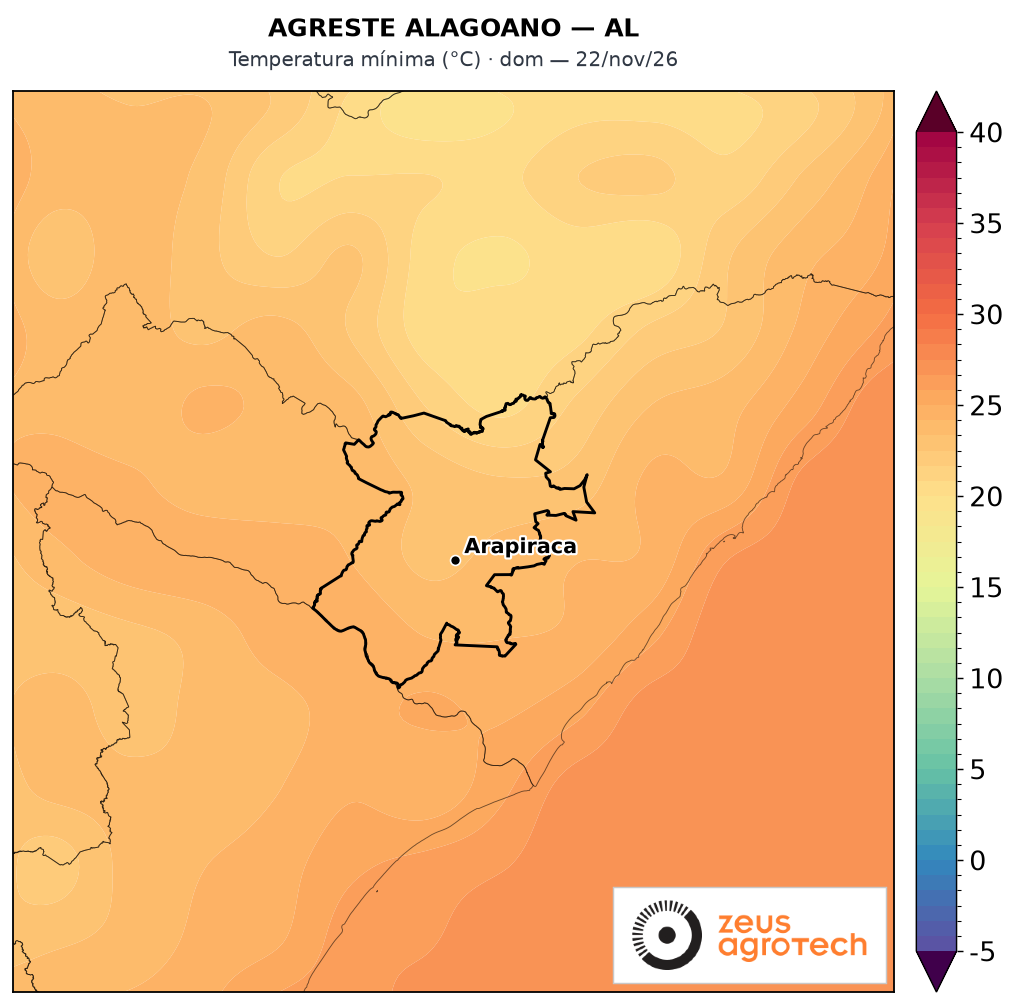 AGRESTE ALAGOANO — AL
Temperatura mínima (°C) · dom — 22/nov/26
40
35
30
25
20
15
10
5
0
-5
Arapiraca
zeus
agrotech